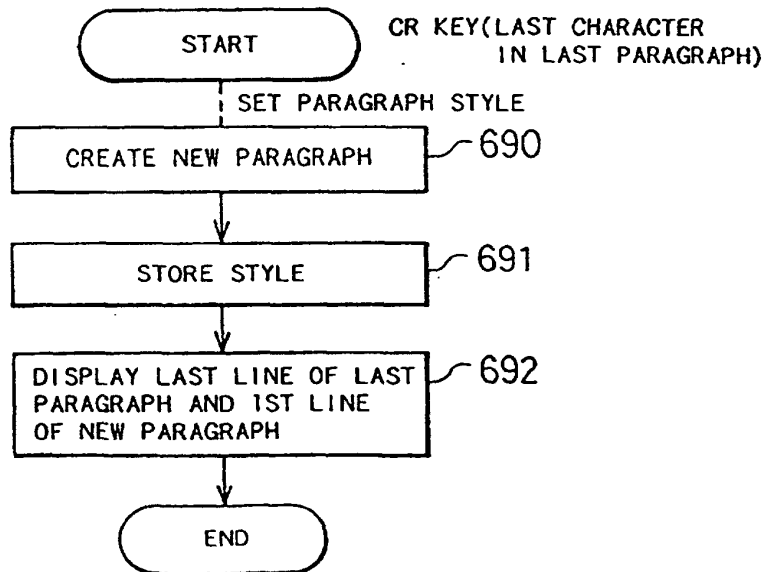 START
CR KEY(LAST CHARACTER
IN LAST PARAGRAPH)
SET PARAGRAPH STYLE
CREATE NEW PARAGRAPH
690
STORE STYLE
691
DISPLAY LAST LINE OF LAST
PARAGRAPH AND 1ST LINE
OF NEW PARAGRAPH
692
END